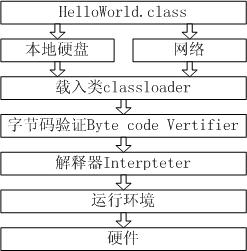 HelloWorld.class
本地硬盘 网络
载入类classloader
字节码验证Byte code Vertifier
解释器Interpteter
运行环境
硬件